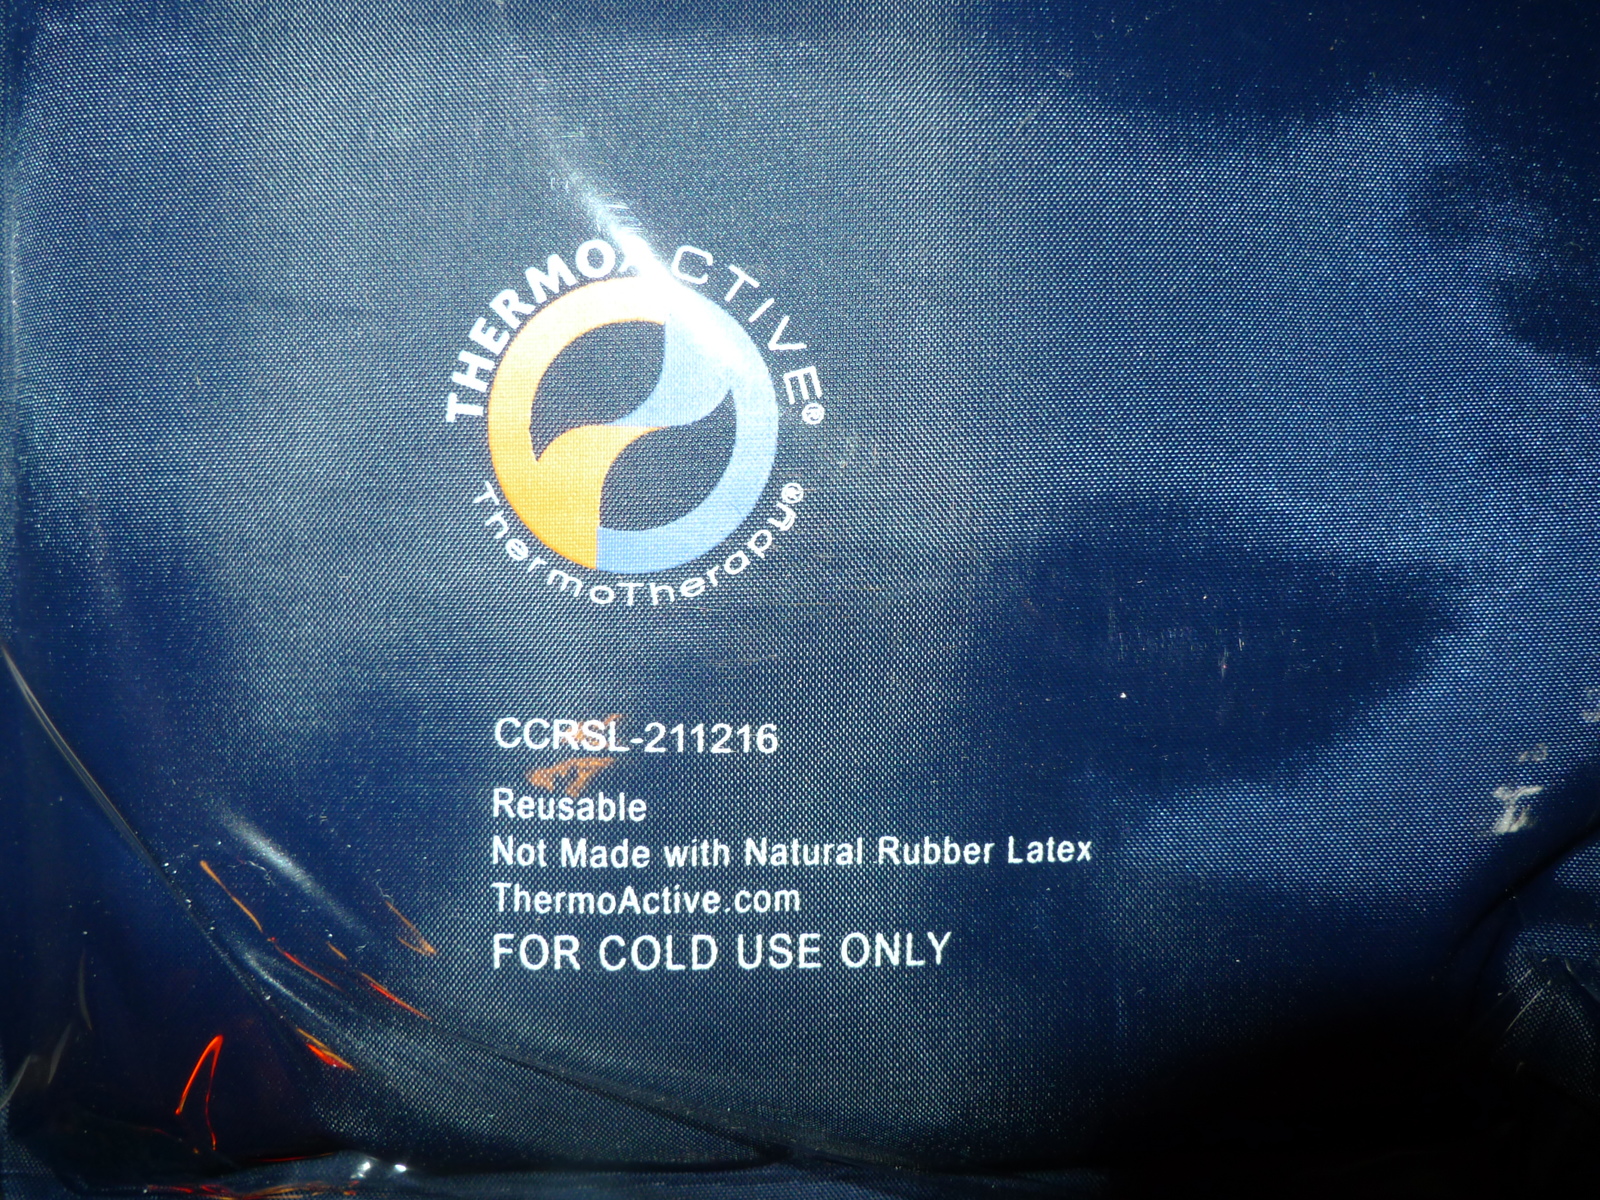 THERMOACTIVE®
ThermoTherapy®
CCRSL-211216
Reusable
Not Made with Natural Rubber Latex
ThermoActive.com
FOR COLD USE ONLY